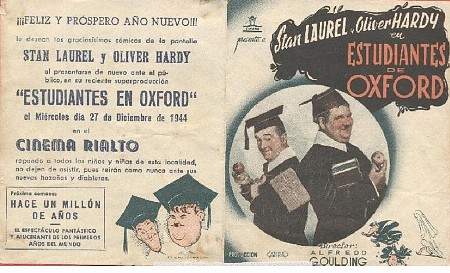 ¡¡¡FELIZ Y PROSPERO AÑO NUEVO!!!
le desean los graciosísimos cómicos de la pantalla
STAN LAUREL y OLIVER HARDY
al presentarse de nuevo ante el pú-
blico, en su reciente superproducción
"ESTUDIANTES EN OXFORD"
el Miércoles día 27 de Diciembre de 1944
en el
CINEMA RIALTO
rogando a todos los niños y niñas de esta localidad,
no dejen de asistir, pues reirán como nunca ante sus
nuevas hazañas y diabluras.
Próxima semana:
HACE UN MILLÓN
DE AÑOS
EL ESPECTÁCULO FANTÁSTICO
Y ALUCINANTE DE LOS PRIMEROS
AÑOS DEL MUNDO
presenta a
Stan LAUREL y Oliver HARDY
en
ESTUDIANTES
DE
OXFORD
Director:
ALFREDO
GOULDING
PRODUCCION